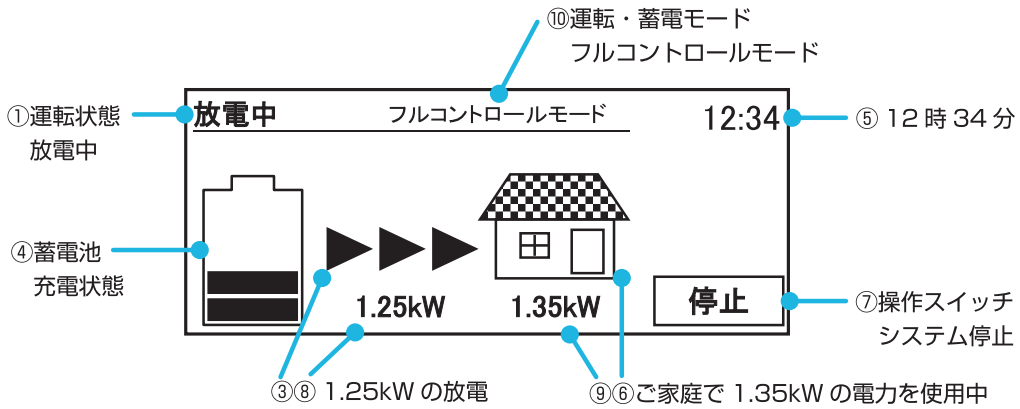 ⑩運転・蓄電モード
フルコントロールモード
①運転状態
放電中
放電中
フルコントロールモード
12:34
⑤ 12 時 34 分
④蓄電池
充電状態
1.25kW
1.35kW
停止
⑦操作スイッチ
システム停止
③⑧ 1.25kW の放電
⑨⑥ご家庭で 1.35kW の電力を使用中